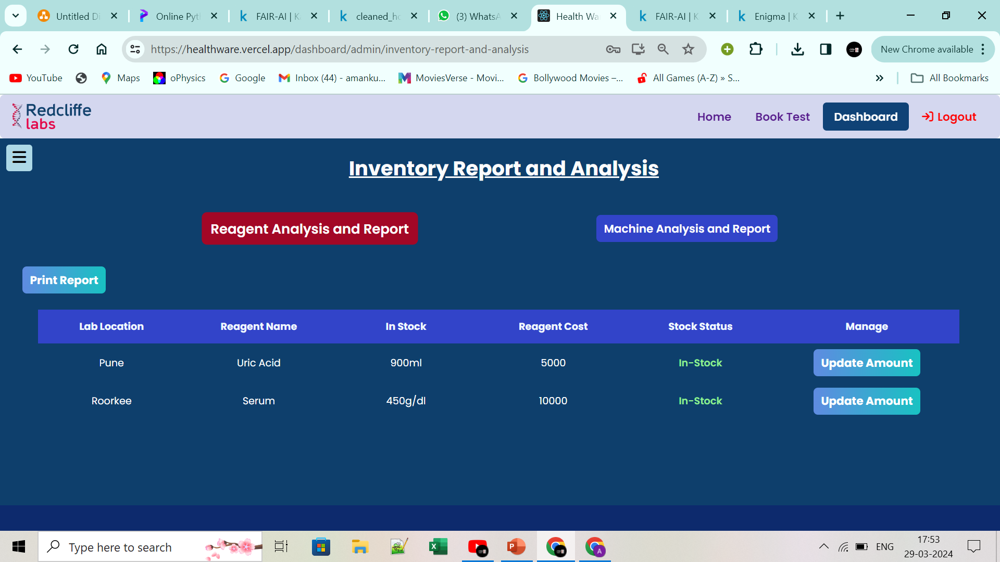 Untitled Di
Online Pyt
FAIR-AI | K
cleaned_ho
(3) WhatsA
Health Wa
FAIR-AI | K
Enigma | K
https://healthware.vercel.app/dashboard/admin/inventory-report-and-analysis
New Chrome available
YouTube
Maps
oPhysics
Google
Inbox (44) - amanku...
MoviesVerse - Movi...
Bollywood Movies –...
All Games (A-Z) » S...
All Bookmarks
Redcliffe
labs
Home
Book Test
Dashboard
Logout
Inventory Report and Analysis
Reagent Analysis and Report
Machine Analysis and Report
Print Report
Lab Location Reagent Name In Stock Reagent Cost Stock Status Manage
Pune Uric Acid 900ml 5000 In-Stock Update Amount
Roorkee Serum 450g/dl 10000 In-Stock Update Amount
Type here to search
ENG
17:53
29-03-2024